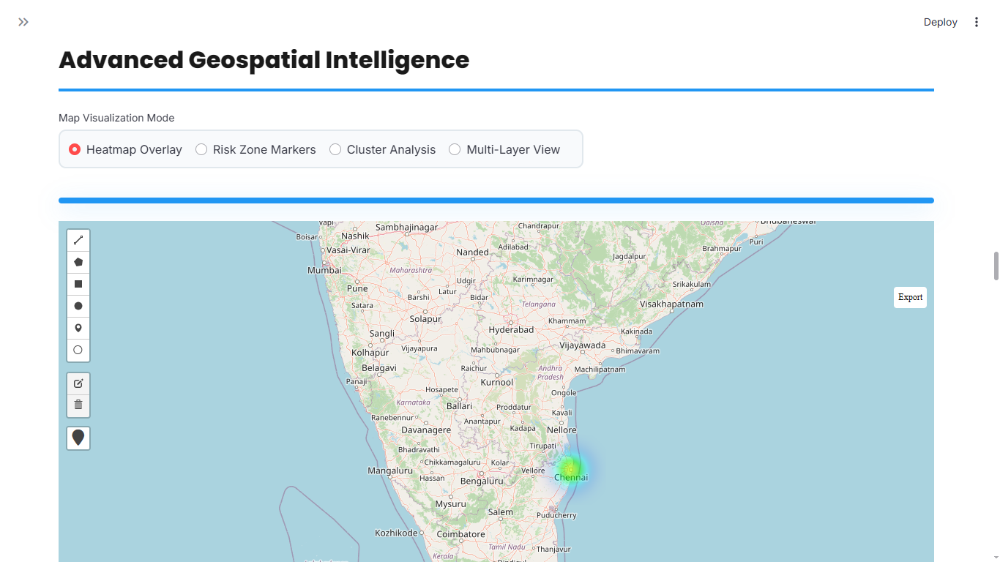 Deploy
Advanced Geospatial Intelligence
Map Visualization Mode
Heatmap Overlay Risk Zone Markers Cluster Analysis Multi-Layer View
Export
Vapi
Sambhajinagar
Chandrapur
Odisha
Bhubaneswar
Boisar
Nashik
Puri
Vasai-Virar
Nanded
Adilabad
Brahmapur
Jagdalpur
Mumbai
Maharashtra
Udgir
Karimnagar
Srikakulam
Pune
Latur
Barshi
Bidar
Satara
Telangana
Visakhapatnam
Solapur
Khammam
Hyderabad
Kakinada
Sangli
Vijayapura
Mahbubnagar
Vijayawada
Bhimavaram
Kolhapur
Belagavi
Raichur
Andhra
Pradesh
Machilipatnam
Panaji
Kurnool
Hosapete
Ongole
Karnataka
Ballari
Proddatur
Kavali
Ranebennur
Anantapur
Kadapa
Nellore
Davanagere
Tirupati
Bhadravathi
Chikkamagaluru
Kolar
Mangaluru
Vellore
Hassan
Bengaluru
Chennai
Mysuru
Salem
Puducherry
Kozhikode
Coimbatore
Tamil Nadu
Thanjavur
Kerala
Dindigul